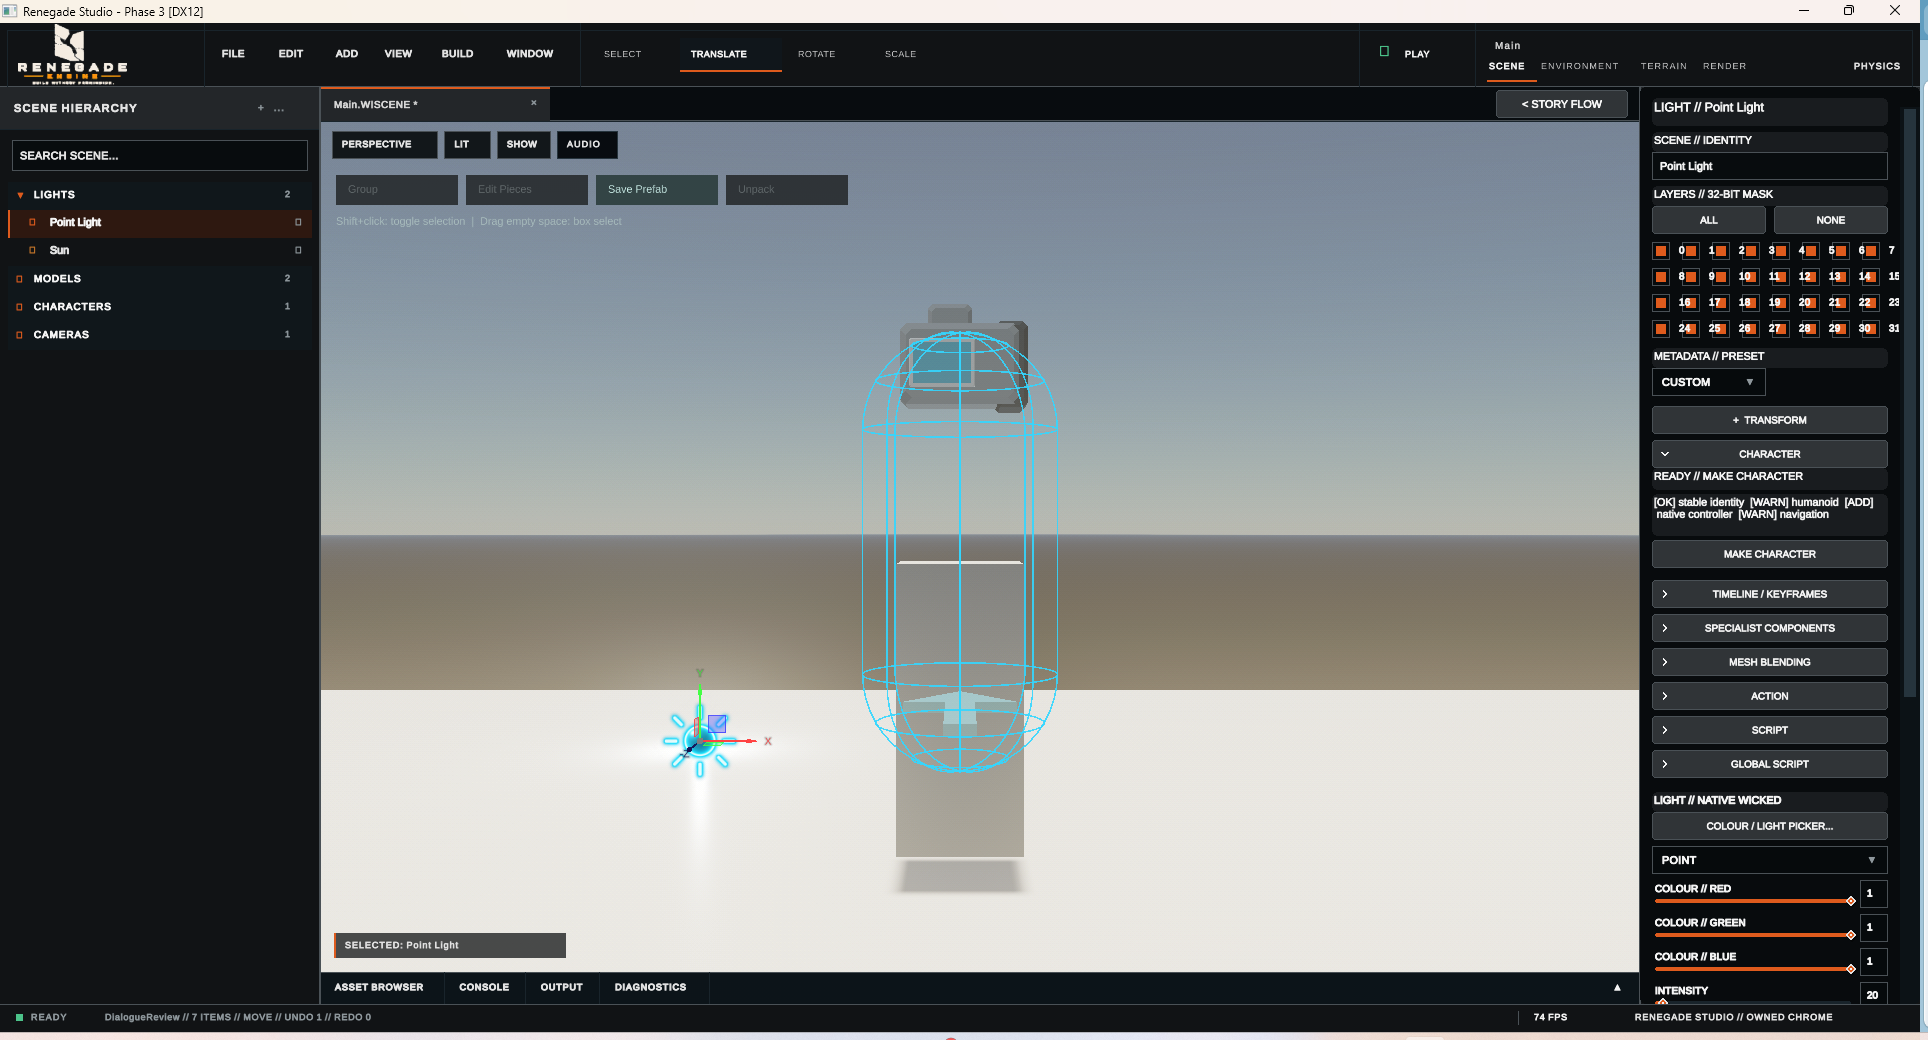 Renegade Studio - Phase 3 [DX12]
RENEGADE
ENGINE
BUILD WITHOUT PERMISSION.
FILE EDIT ADD VIEW BUILD WINDOW
SELECT TRANSLATE ROTATE SCALE
PLAY
Main
SCENE ENVIRONMENT TERRAIN RENDER PHYSICS
SCENE HIERARCHY + ...
SEARCH SCENE...
LIGHTS 2
Point Light
Sun
MODELS 2
CHARACTERS 1
CAMERAS 1
Main.WISCENE * ×
< STORY FLOW
PERSPECTIVE LIT SHOW AUDIO
Group Edit Pieces Save Prefab Unpack
Shift+click: toggle selection | Drag empty space: box select
Y
X
SELECTED: Point Light
ASSET BROWSER CONSOLE OUTPUT DIAGNOSTICS
LIGHT // Point Light
SCENE // IDENTITY
Point Light
LAYERS // 32-BIT MASK
ALL NONE
0 1 2 3 4 5 6 7
8 9 10 11 12 13 14 15
16 17 18 19 20 21 22 23
24 25 26 27 28 29 30 31
METADATA // PRESET
CUSTOM
+ TRANSFORM
CHARACTER
READY // MAKE CHARACTER
[OK] stable identity [WARN] humanoid [ADD]
native controller [WARN] navigation
MAKE CHARACTER
TIMELINE / KEYFRAMES
SPECIALIST COMPONENTS
MESH BLENDING
ACTION
SCRIPT
GLOBAL SCRIPT
LIGHT // NATIVE WICKED
COLOUR / LIGHT PICKER...
POINT
COLOUR // RED 1
COLOUR // GREEN 1
COLOUR // BLUE 1
INTENSITY 20
READY
DialogueReview // 7 ITEMS // MOVE // UNDO 1 // REDO 0
74 FPS
RENEGADE STUDIO // OWNED CHROME